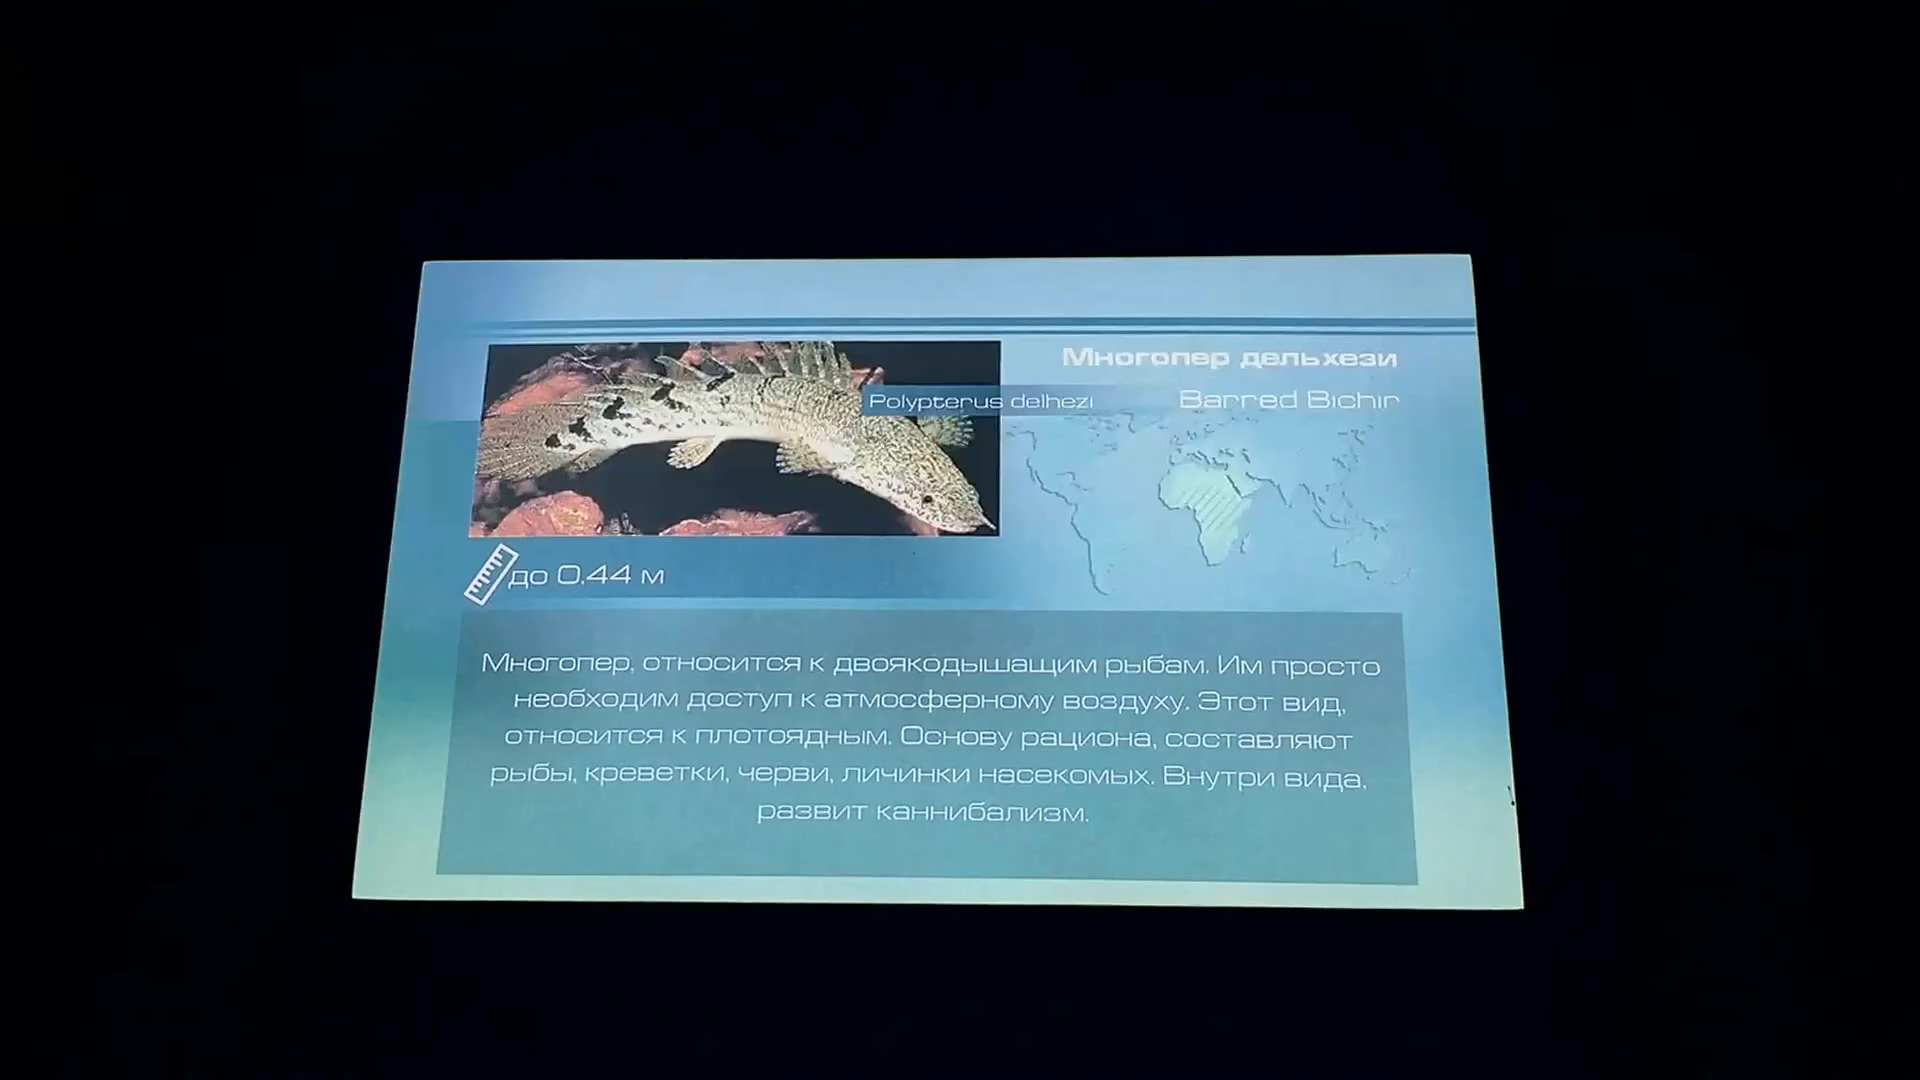 Многопер дельхези
Polypterus delhezi
Barred Bichir
до 0.44 м
Многопер, относится к двоякодышащим рыбам. Им просто
необходим доступ к атмосферному воздуху. Этот вид,
относится к плотоядным. Основу рациона, составляют
рыбы, креветки, черви, личинки насекомых. Внутри вида,
развит каннибализм.